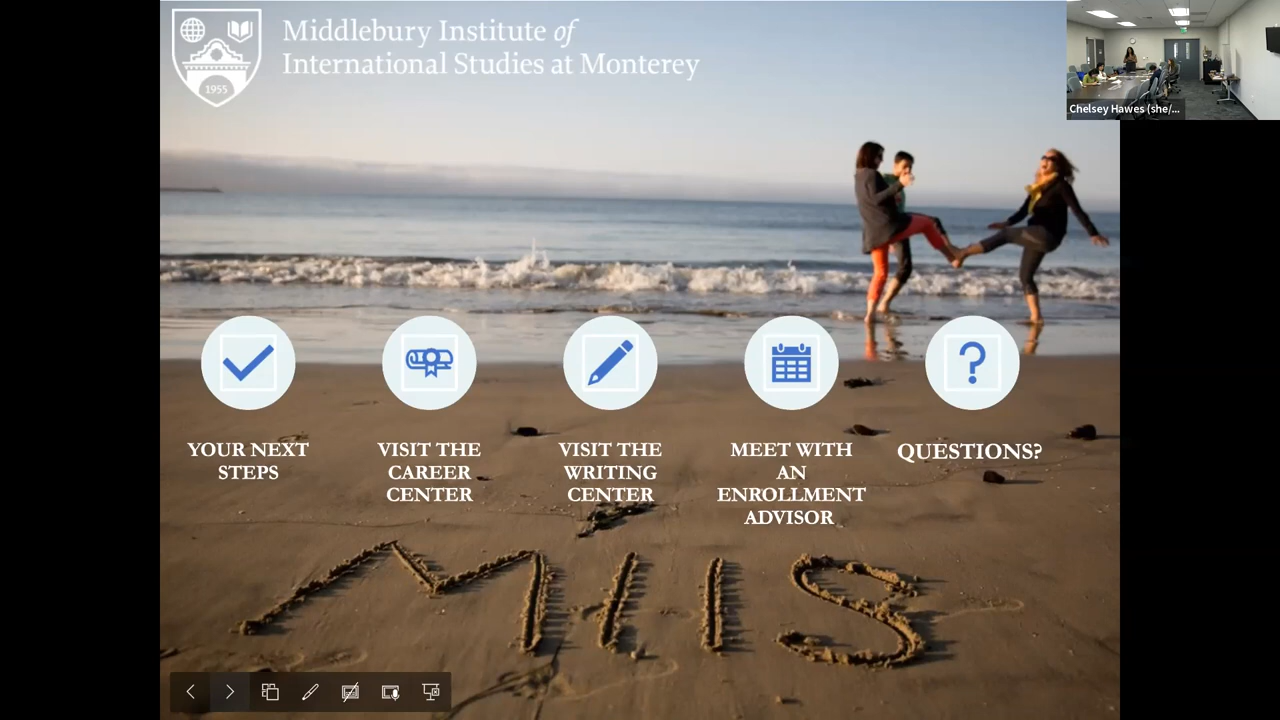 Middlebury Institute of
International Studies at Monterey
1955
Chelsey Hawes (she/...
YOUR NEXT
STEPS
VISIT THE
CAREER
CENTER
VISIT THE
WRITING
CENTER
MEET WITH
AN
ENROLLMENT
ADVISOR
QUESTIONS?
MIIS